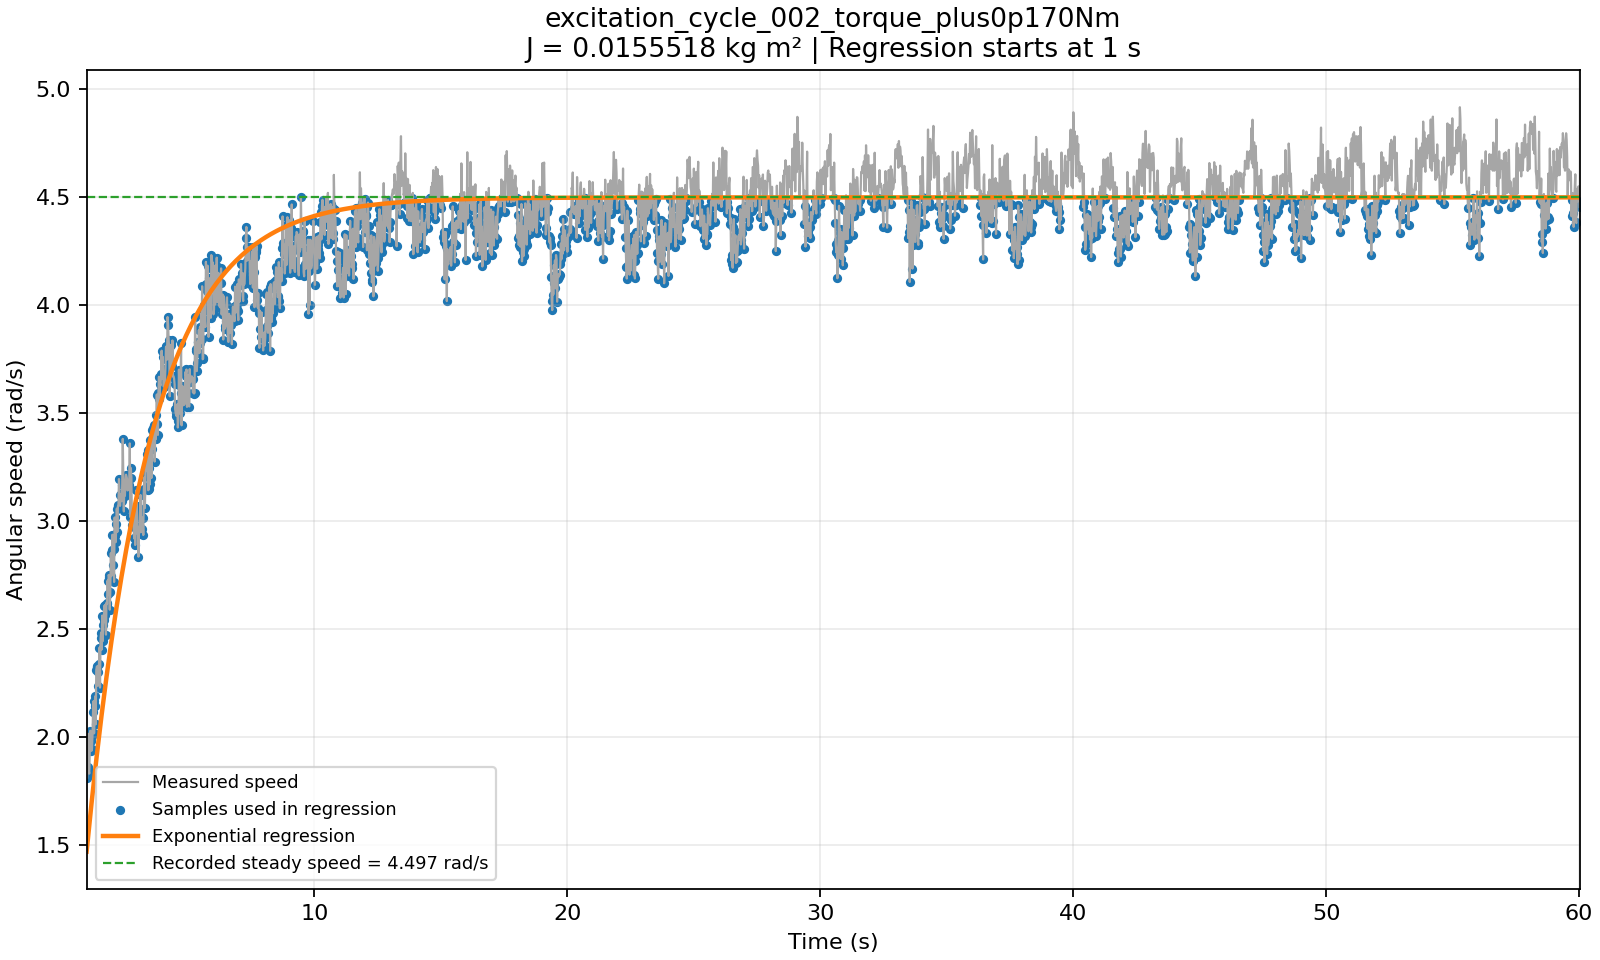 excitation_cycle_002_torque_plus0p170Nm
J = 0.0155518 kg m² | Regression starts at 1 s
Angular speed (rad/s)
5.0
4.5
4.0
3.5
3.0
2.5
2.0
1.5
Measured speed
Samples used in regression
Exponential regression
Recorded steady speed = 4.497 rad/s
10
20
30
40
50
60
Time (s)